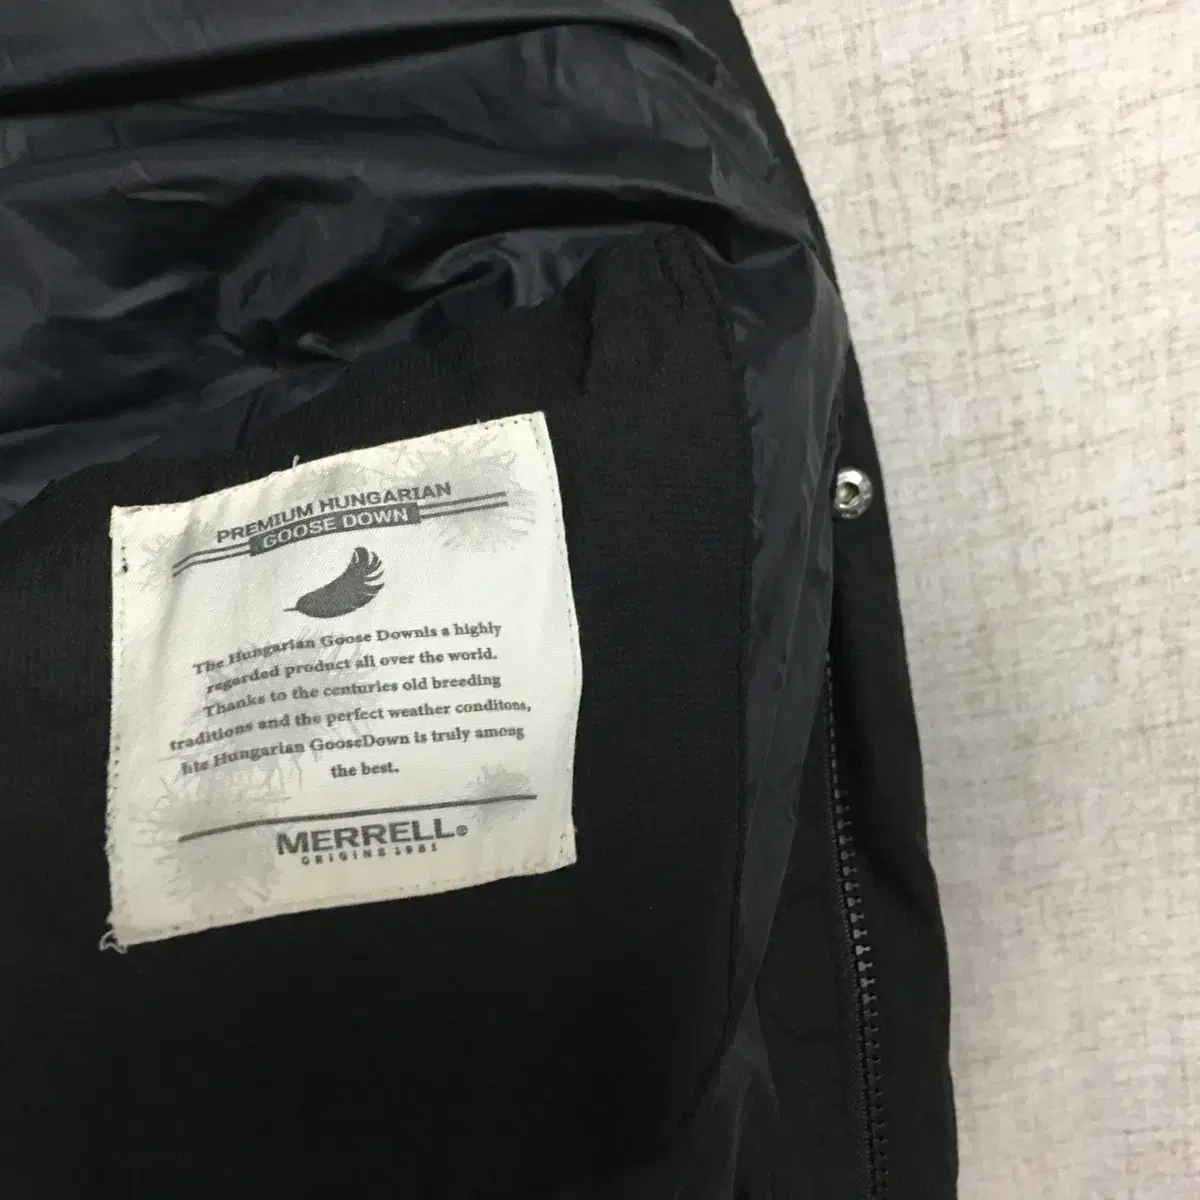 PREMIUM HUNGARIAN
GOOSE DOWN
The Hungarian Goose DownIs a highly
regarded product all over the world.
Thanks to the centuries old breeding
traditions and the perfect weather conditons,
hte Hungarian GooseDown is truly among
the best.
MERRELL®
ORIGINS 1981